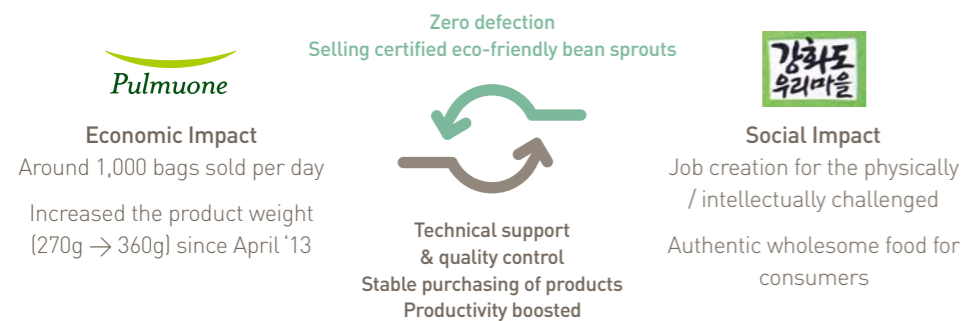 Zero defection
Selling certified eco-friendly bean sprouts
Pulmuone
Economic Impact
Around 1,000 bags sold per day
Increased the product weight
(270g → 360g) since April ‘13
Technical support
& quality control
Stable purchasing of products
Productivity boosted
강화도
우리마을
Social Impact
Job creation for the physically
/ intellectually challenged
Authentic wholesome food for
consumers